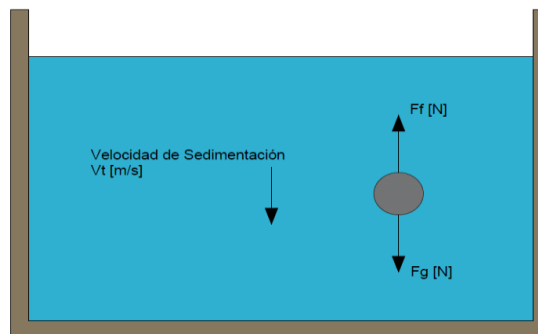 Ff [N]
Velocidad de Sedimentación
Vt [m/s]
Fg [N]